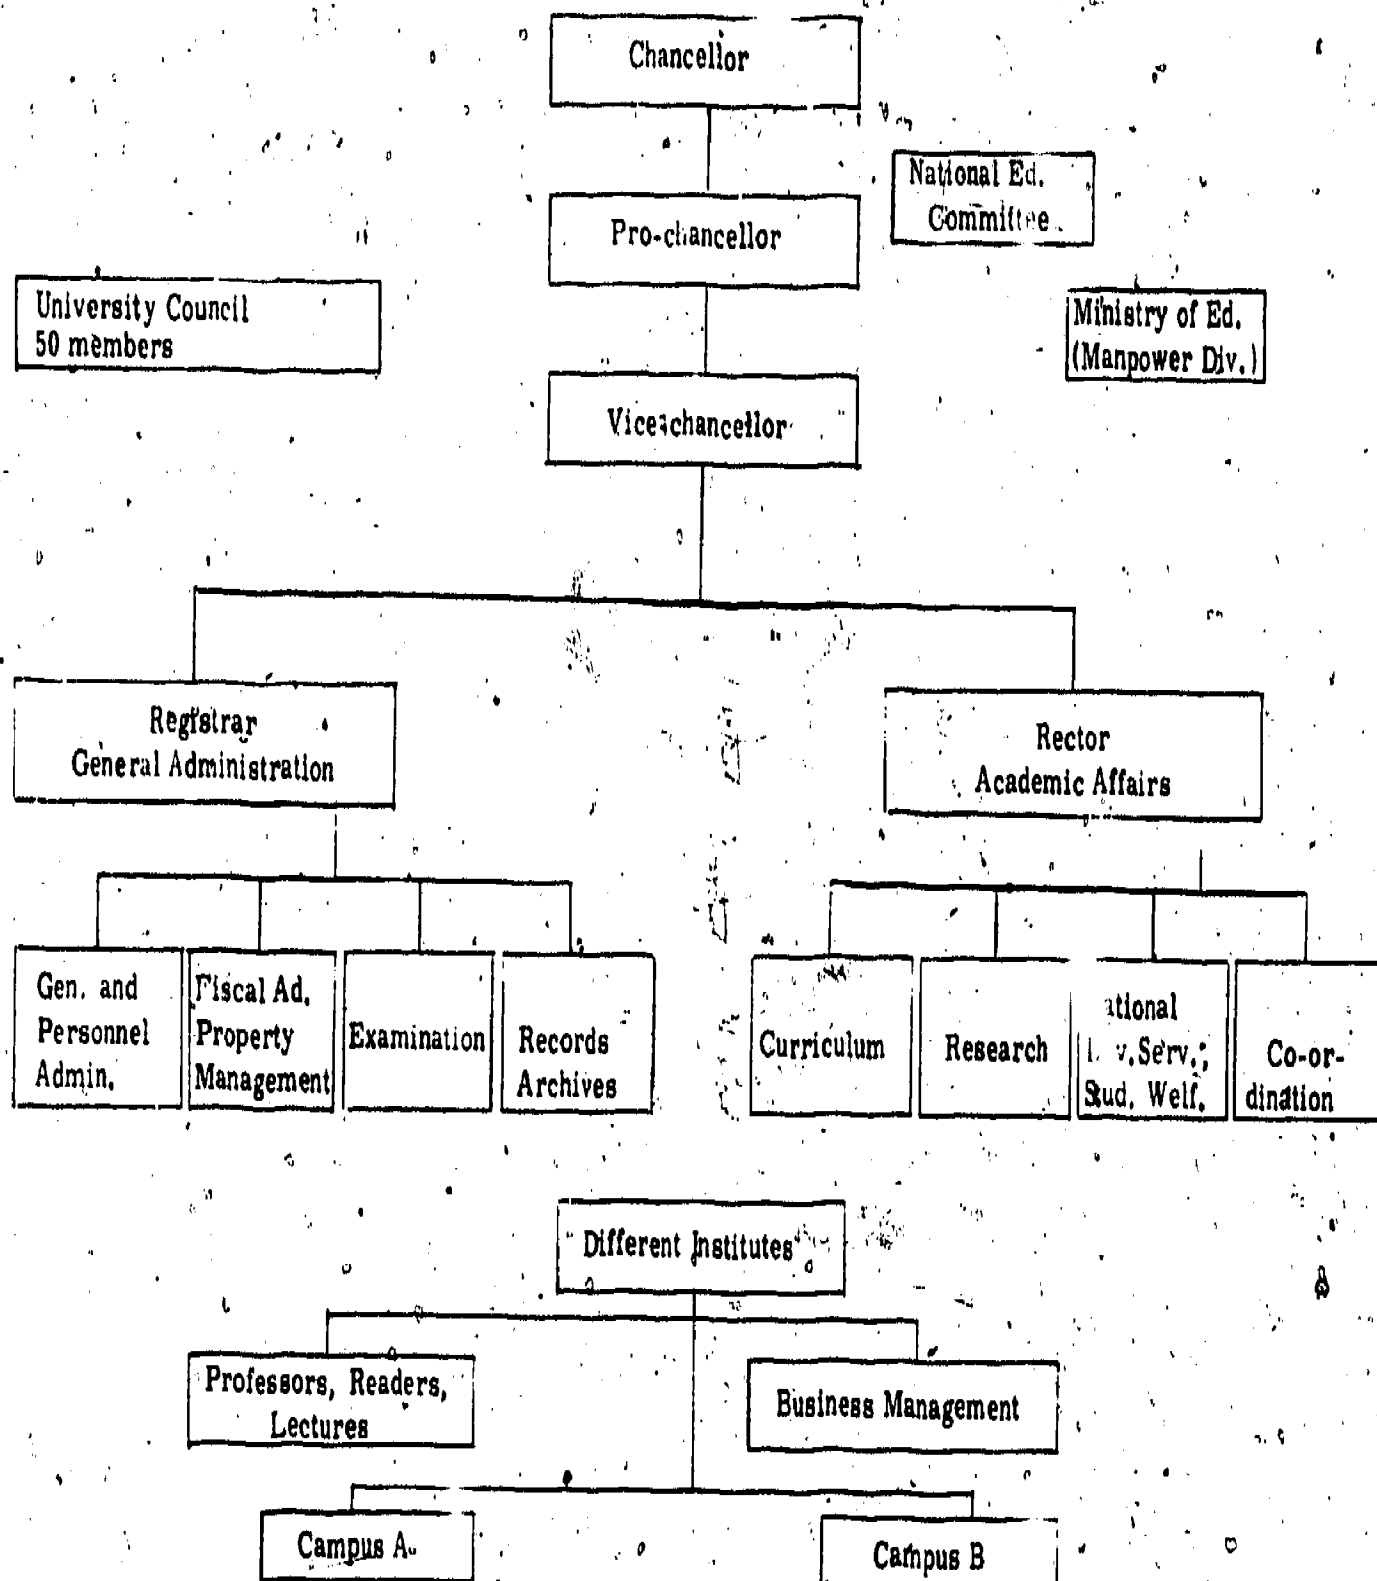 Chancellor
National Ed.
Committee
Pro-chancellor
University Council
50 members
Ministry of Ed.
(Manpower Div.)
Vice-chancellor
Registrar
General Administration
Rector
Academic Affairs
Gen. and
Personnel
Admin.
Fiscal Ad.
Property
Management
Examination
Records
Archives
Curriculum
Research
Serv.;
Stud. Welf.
Co-or-
dination
Different Institutes
Professors, Readers,
Lectures
Business Management
Campus A
Campus B